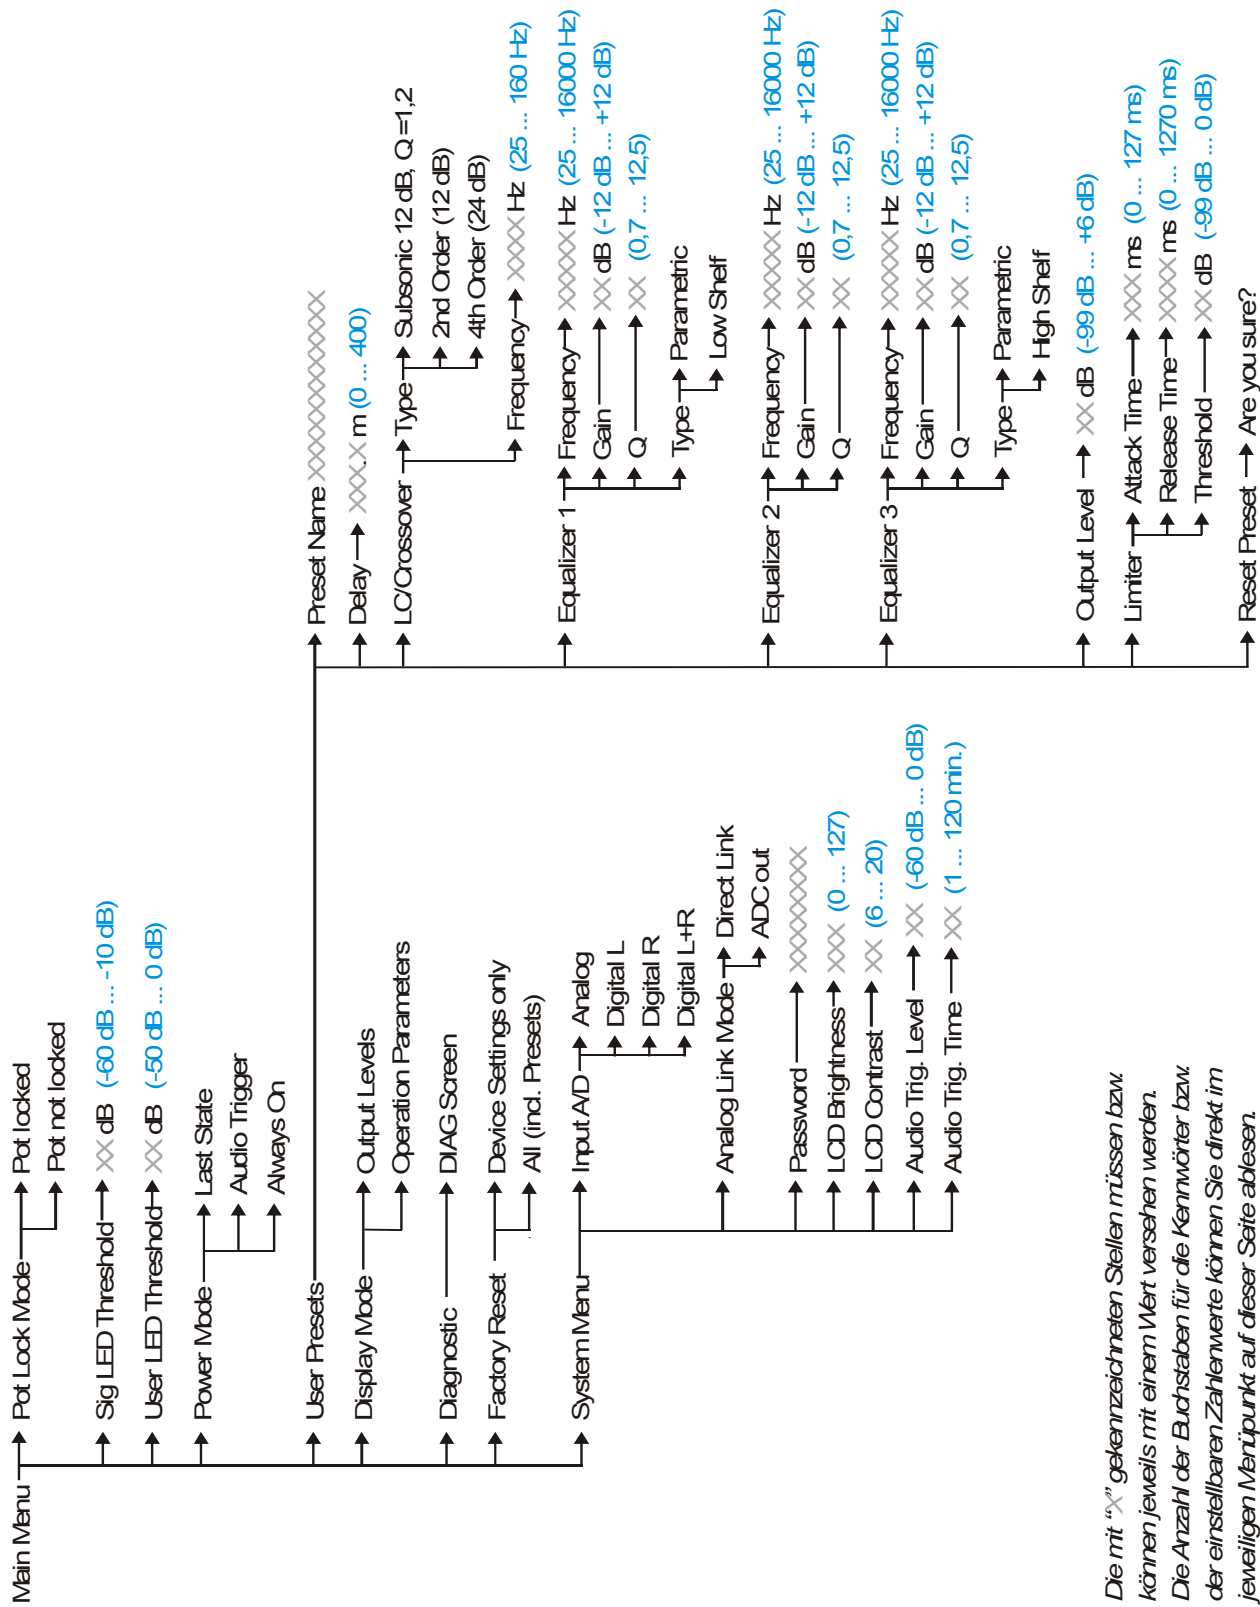 Main Menu
Pot Lock Mode
Pot locked
Pot not locked
Sig LED Threshold
XX dB (-60 dB ... -10 dB)
User LED Threshold
XX dB (-50 dB ... 0 dB)
Power Mode
Last State
Audio Trigger
Always On
User Presets
Preset Name XXXXXXXXXXXX
Delay
XXX.X m (0 ... 400)
LC/Crossover
Type
Subsonic 12 dB, Q=1,2
2nd Order (12 dB)
4th Order (24 dB)
Frequency
XXXX Hz (25 ... 160 Hz)
Equalizer 1
Frequency
XXXXX Hz (25 ... 16000 Hz)
Gain
XX dB (-12 dB ... +12 dB)
Q
XX (0,7 ... 12,5)
Type
Parametric
Low Shelf
Equalizer 2
Frequency
XXXXX Hz (25 ... 16000 Hz)
Gain
XX dB (-12 dB ... +12 dB)
Q
XX (0,7 ... 12,5)
Equalizer 3
Frequency
XXXXX Hz (25 ... 16000 Hz)
Gain
XX dB (-12 dB ... +12 dB)
Q
XX (0,7 ... 12,5)
Type
Parametric
High Shelf
Output Level
XX dB (-99 dB ... +6 dB)
Limiter
Attack Time
XXX ms (0 ... 127 ms)
Release Time
XXXX ms (0 ... 1270 ms)
Threshold
XX dB (-99 dB ... 0 dB)
Reset Preset
Are you sure?
Display Mode
Output Levels
Operation Parameters
Diagnostic
DIAG Screen
Factory Reset
Device Settings only
All (incl. Presets)
System Menu
Input A/D
Analog
Digital L
Digital R
Digital L+R
Analog Link Mode
Direct Link
ADC out
Password
XXXXXXXX
LCD Brightness
XXX (0 ... 127)
LCD Contrast
XX (6 ... 20)
Audio Trig. Level
XX (-60 dB ... 0 dB)
Audio Trig. Time
XX (1 ... 120 min.)
Die mit “X” gekennzeichneten Stellen müssen bzw.
können jeweils mit einem Wert versehen werden.
Die Anzahl der Buchstaben für die Kennwörter bzw.
der einstellbaren Zahlenwerte können Sie direkt im
jeweiligen Menüpunkt auf dieser Seite ablesen.